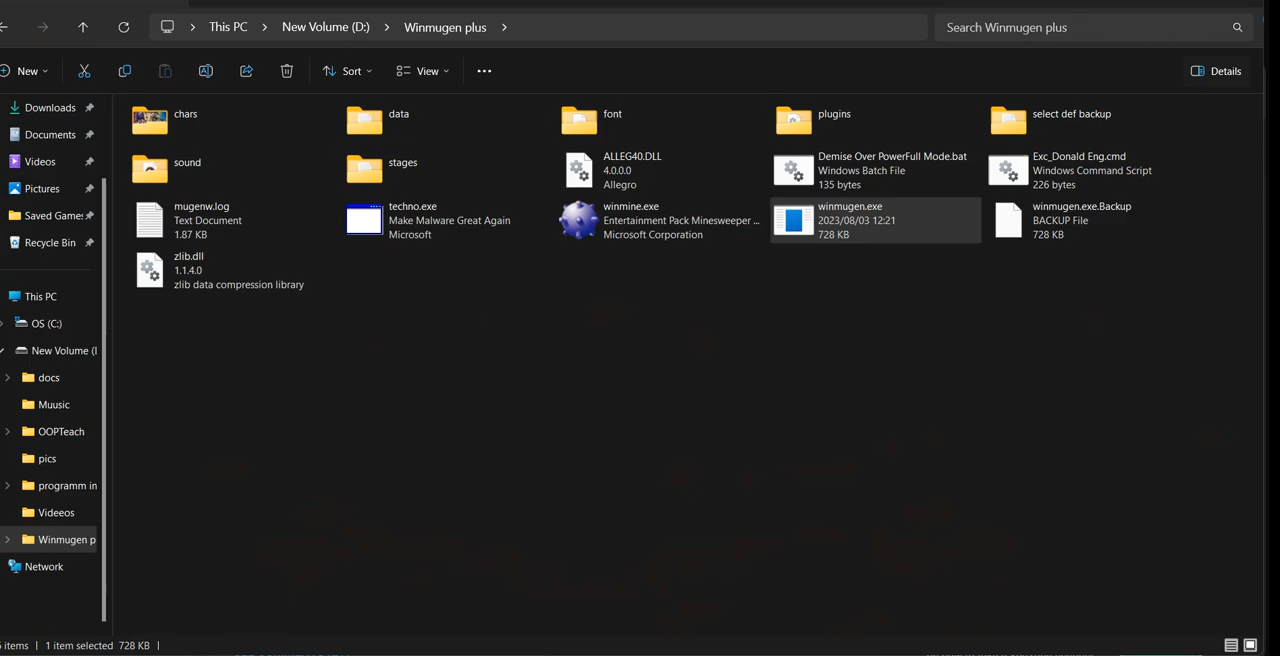 This PC
New Volume (D:)
Winmugen plus
Search Winmugen plus
New
Sort
View
Details
Downloads
Documents
Videos
Pictures
Saved Games
Recycle Bin
This PC
OS (C:)
New Volume (
docs
Muusic
OOPTeach
pics
programm in
Videeos
Winmugen p
Network
chars
data
font
plugins
select def backup
sound
stages
ALLEG40.DLL
4.0.0.0
Allegro
Demise Over PowerFull Mode.bat
Windows Batch File
135 bytes
Exc_Donald Eng.cmd
Windows Command Script
226 bytes
mugenw.log
Text Document
1.87 KB
techno.exe
Make Malware Great Again
Microsoft
winmine.exe
Entertainment Pack Minesweeper ...
Microsoft Corporation
winmugen.exe
2023/08/03 12:21
728 KB
winmugen.exe.Backup
BACKUP File
728 KB
zlib.dll
1.1.4.0
zlib data compression library
items
1 item selected 728 KB